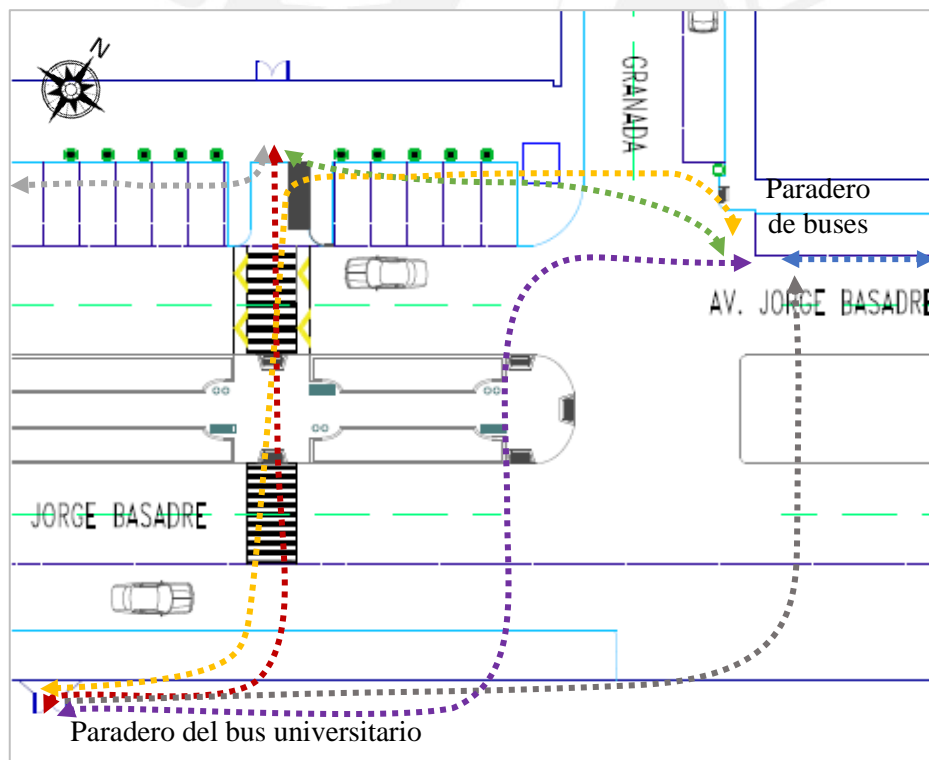 N
GRANADA
Paradero
de buses
AV. JORGE BASADRE
JORGE BASADRE
Paradero del bus universitario